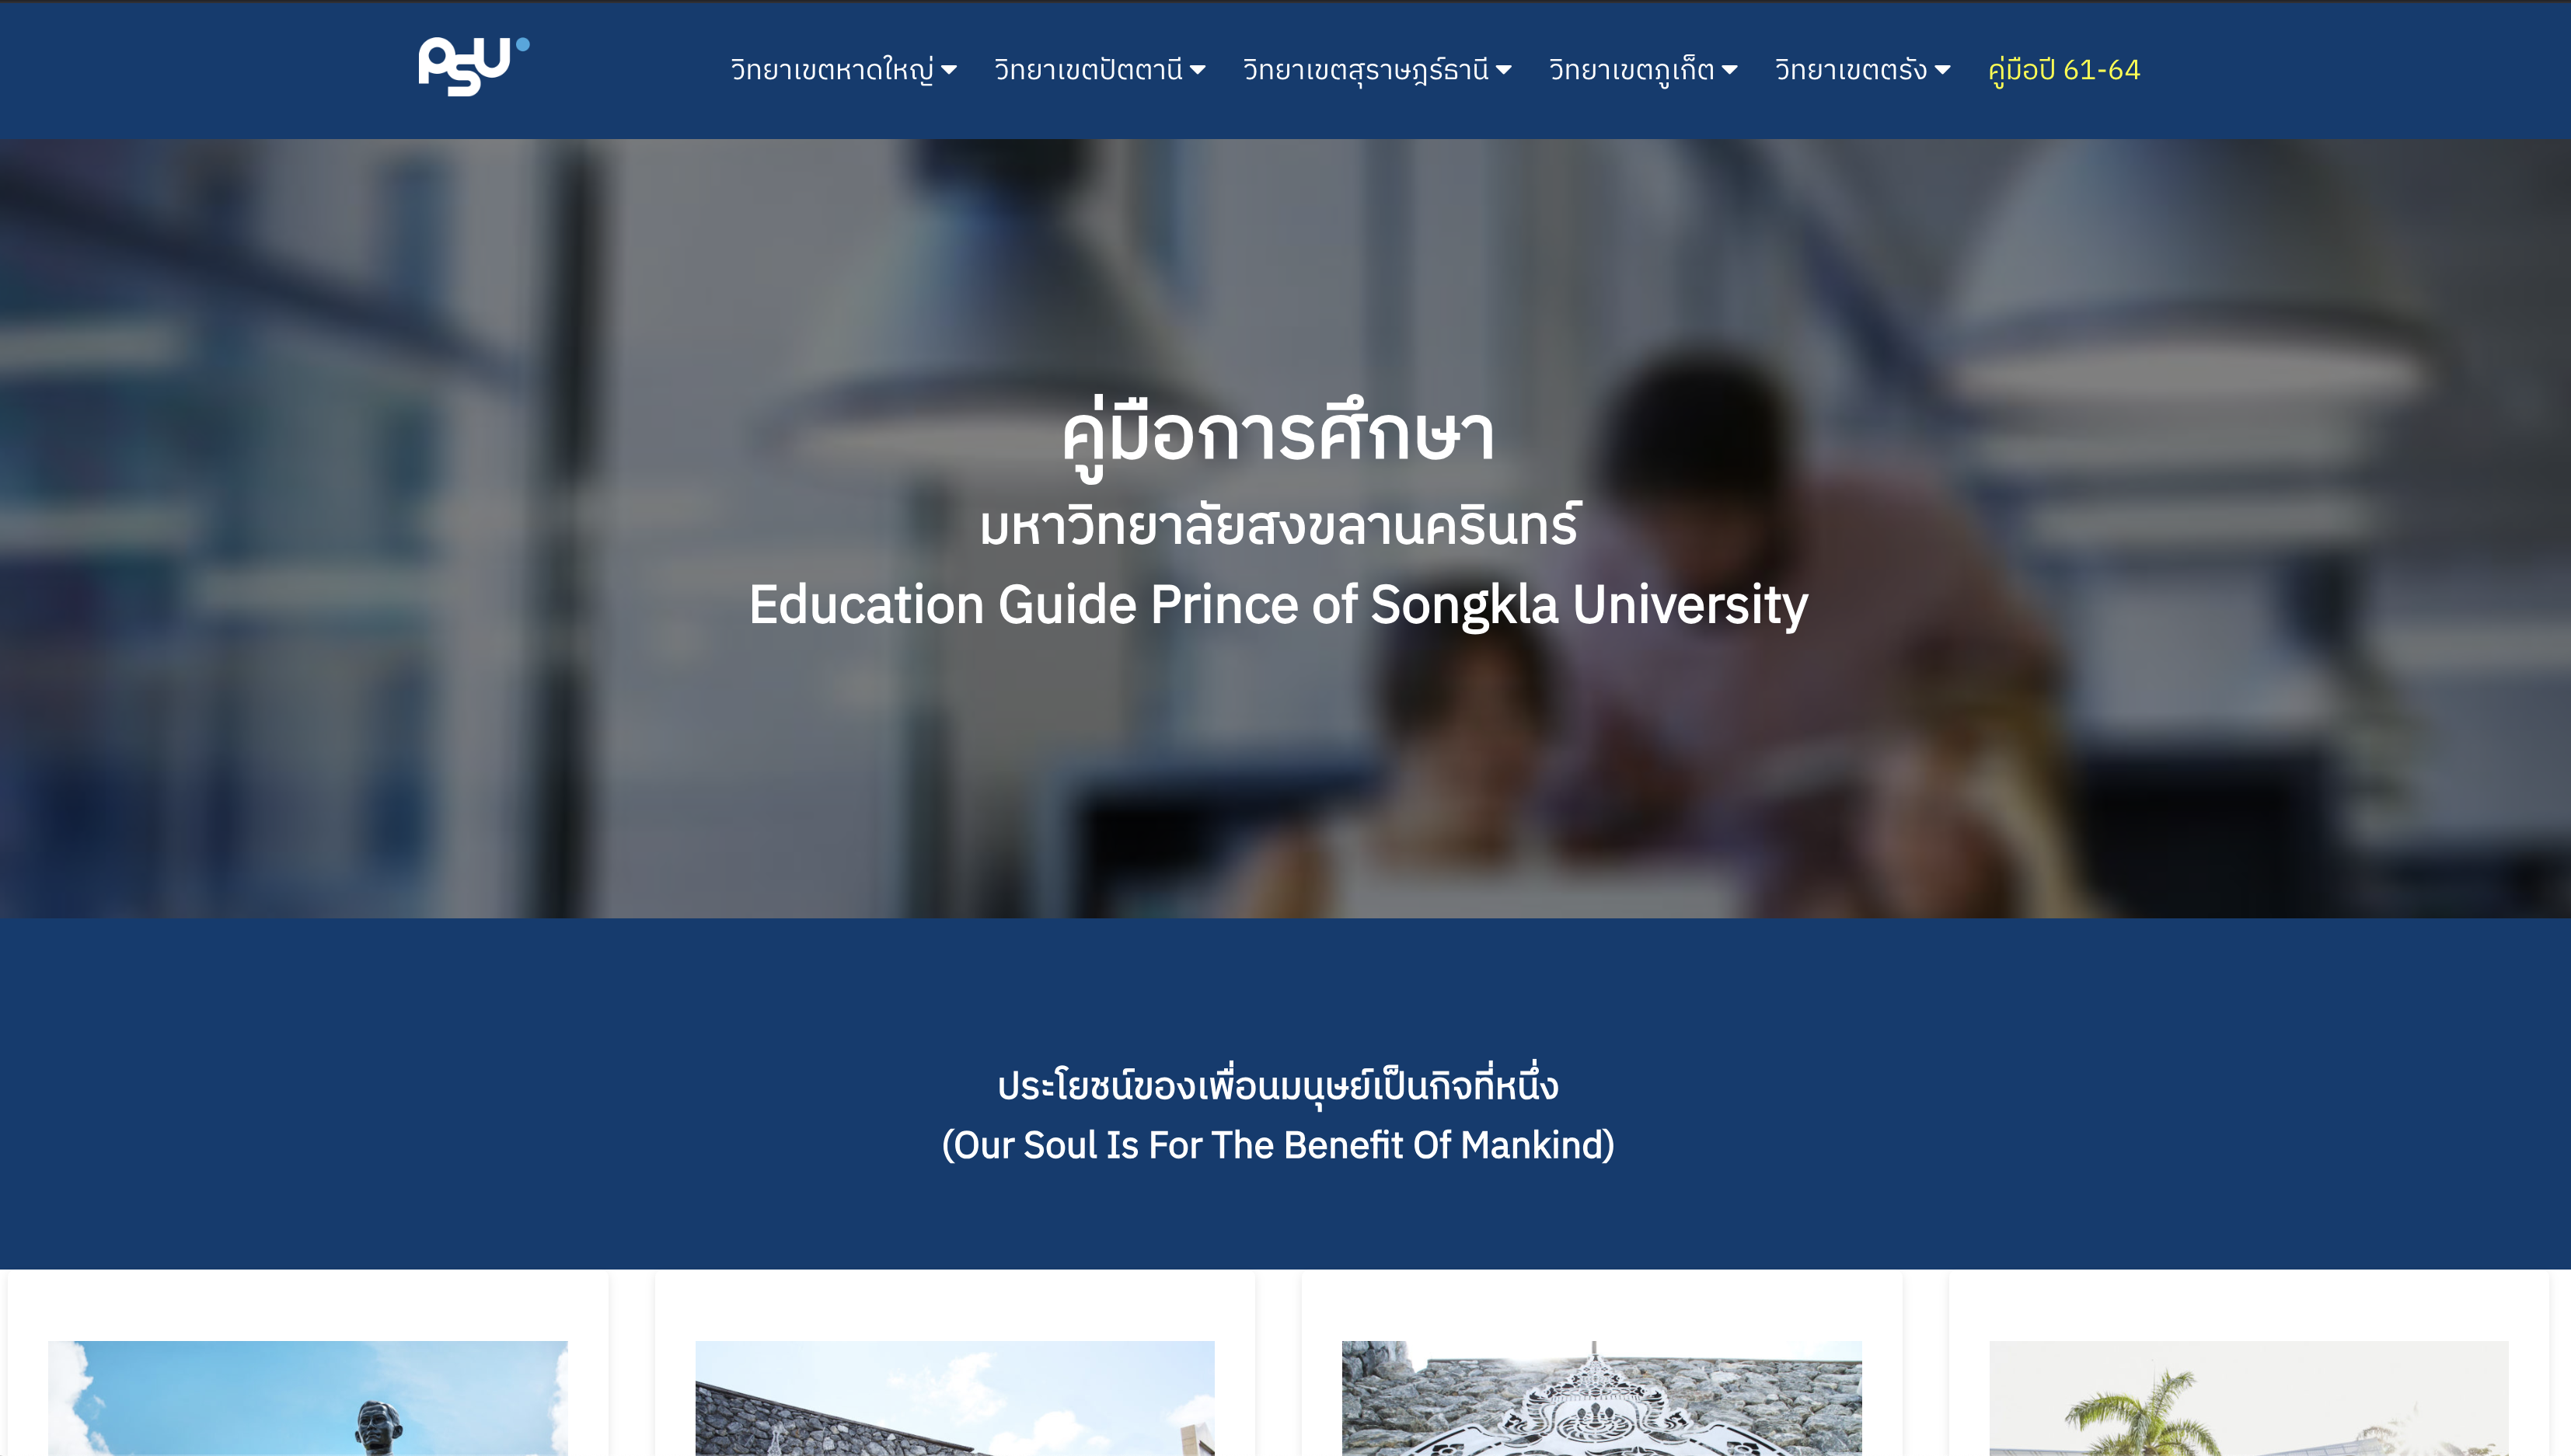 PSU
วิทยาเขตหาดใหญ่ วิทยาเขตปัตตานี วิทยาเขตสุราษฎร์ธานี วิทยาเขตภูเก็ต วิทยาเขตตรัง คู่มือปี 61-64
คู่มือการศึกษา
มหาวิทยาลัยสงขลานครินทร์
Education Guide Prince of Songkla University
ประโยชน์ของเพื่อนมนุษย์เป็นกิจที่หนึ่ง
(Our Soul Is For The Benefit Of Mankind)